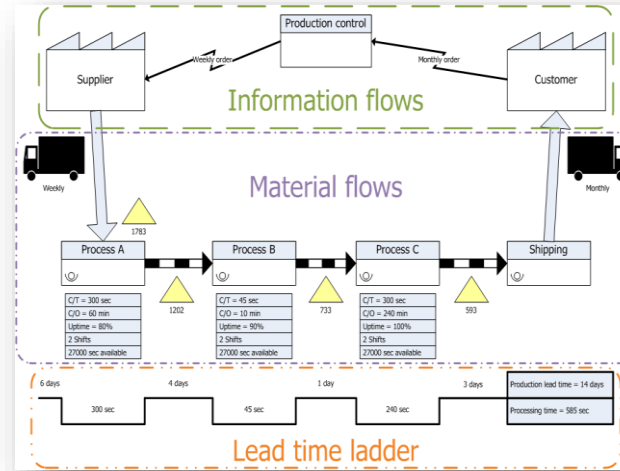 Production control
Supplier
Weekly order
Monthly order
Customer
Information flows
Material flows
Weekly
Monthly
1783
Process A
Process B
Process C
Shipping
1202
733
593
C/T = 300 sec
C/O = 60 min
Uptime = 80%
2 Shifts
27000 sec available
C/T = 45 sec
C/O = 10 min
Uptime = 90%
2 Shifts
27000 sec available
C/T = 300 sec
C/O = 240 min
Uptime = 100%
2 Shifts
27000 sec available
6 days
4 days
1 day
3 days
Production lead time = 14 days
300 sec
45 sec
240 sec
Processing time = 585 sec
Lead time ladder